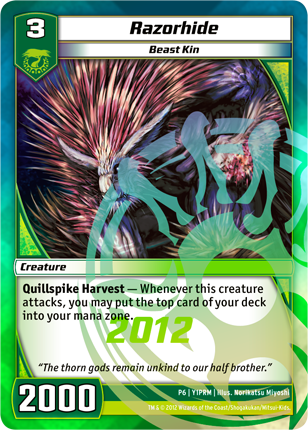 3
Razorhide
Beast Kin
Creature
Quillspike Harvest — Whenever this creature
attacks, you may put the top card of your deck
into your mana zone.
2012
“The thorn gods remain unkind to our half brother.”
2000
P6 | Y1PRM | Illus. Norikatsu Miyoshi
TM & © 2012 Wizards of the Coast/Shogakukan/Mitsui-Kids.